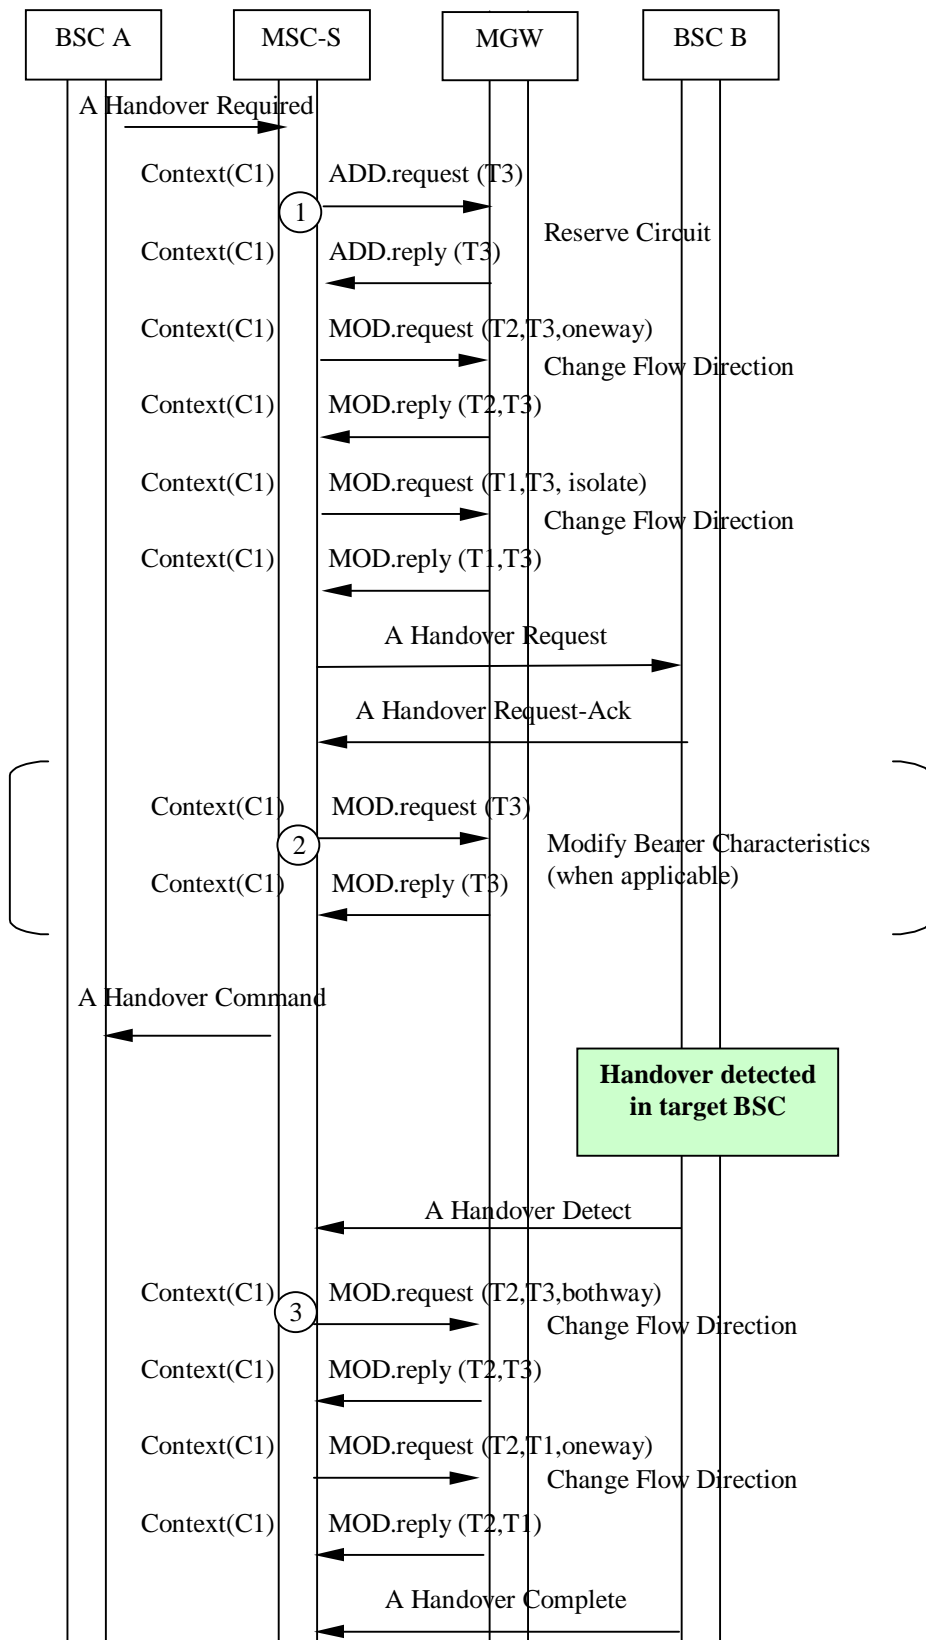 BSC A
MSC-S
MGW
BSC B
A Handover Required
Context(C1)
ADD.request (T3)
1
Reserve Circuit
Context(C1)
ADD.reply (T3)
Context(C1)
MOD.request (T2,T3,oneway)
Change Flow Direction
Context(C1)
MOD.reply (T2,T3)
Context(C1)
MOD.request (T1,T3, isolate)
Change Flow Direction
Context(C1)
MOD.reply (T1,T3)
A Handover Request
A Handover Request-Ack
Context(C1)
MOD.request (T3)
2
Modify Bearer Characteristics
(when applicable)
Context(C1)
MOD.reply (T3)
A Handover Command
Handover detected
in target BSC
A Handover Detect
Context(C1)
MOD.request (T2,T3,bothway)
3
Change Flow Direction
Context(C1)
MOD.reply (T2,T3)
Context(C1)
MOD.request (T2,T1,oneway)
Change Flow Direction
Context(C1)
MOD.reply (T2,T1)
A Handover Complete